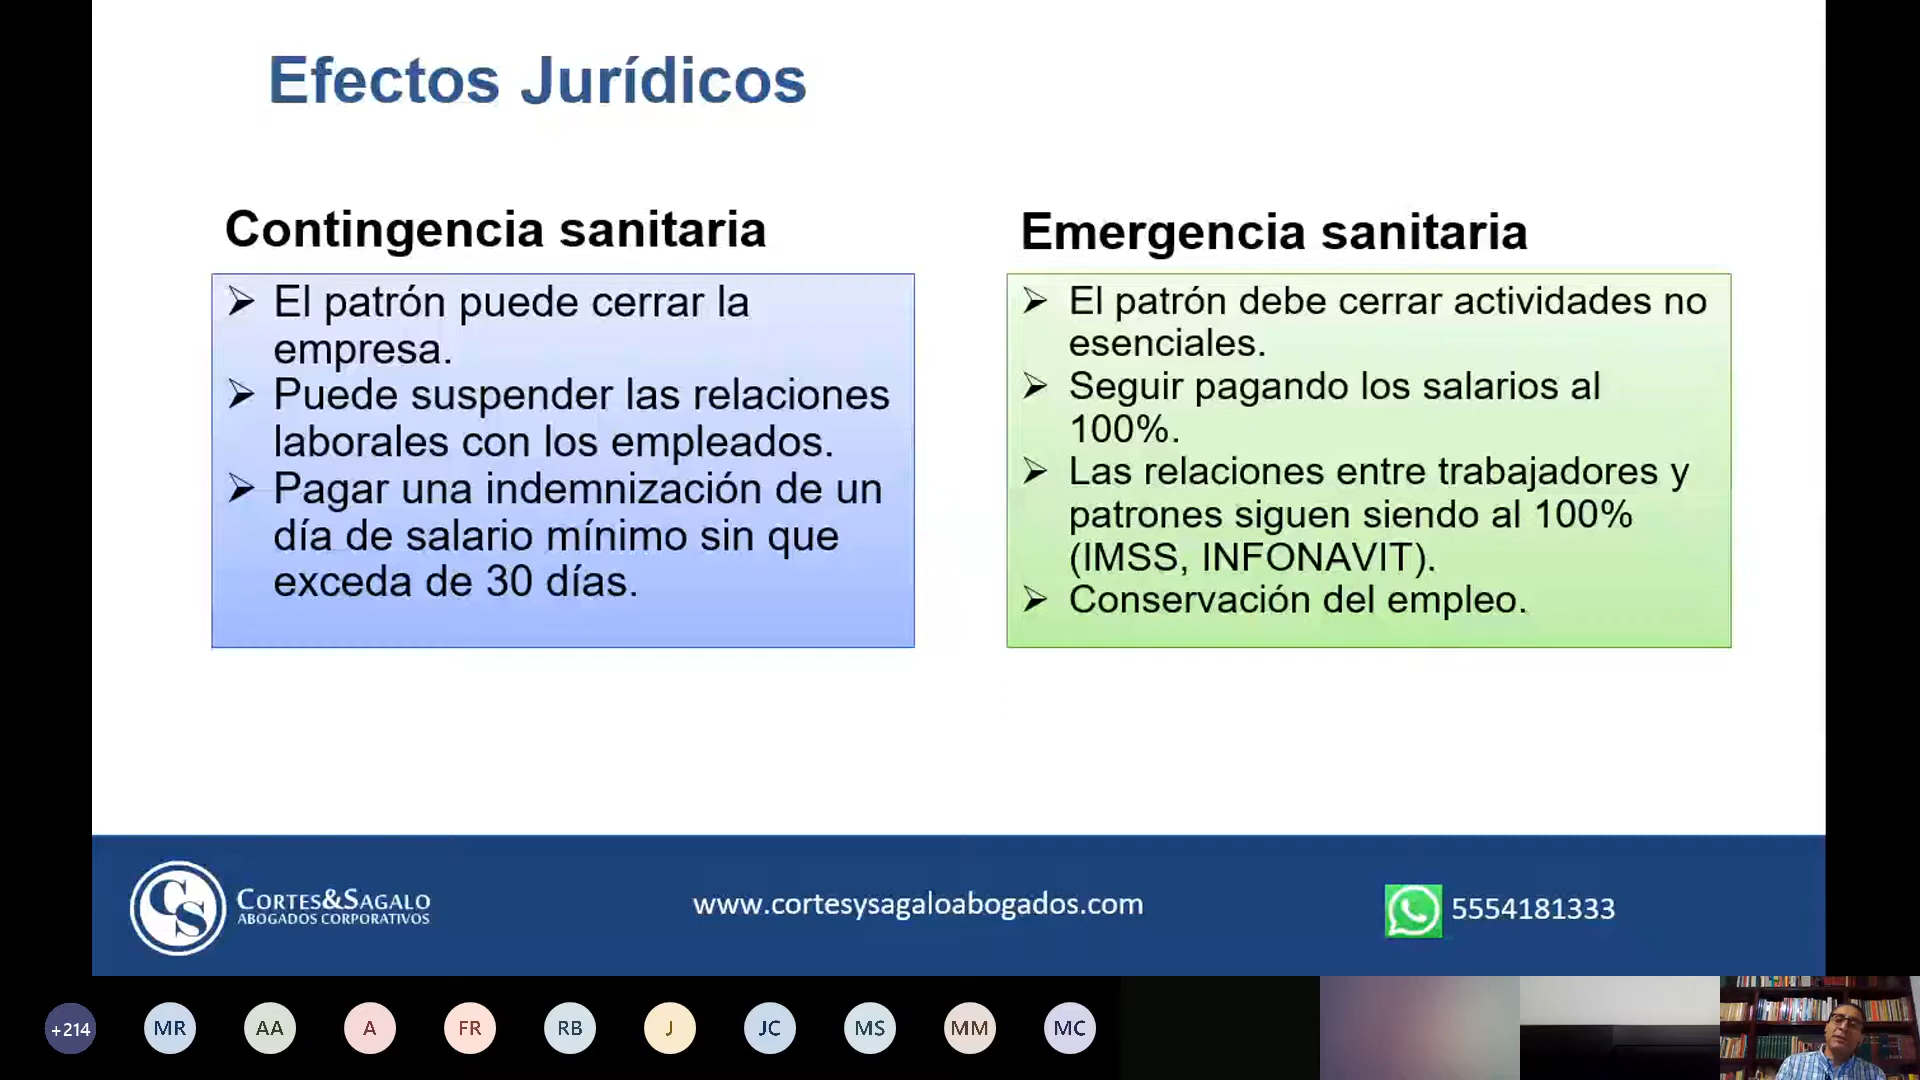 Efectos Jurídicos
Contingencia sanitaria
➢ El patrón puede cerrar la
empresa.
➢ Puede suspender las relaciones
laborales con los empleados.
➢ Pagar una indemnización de un
día de salario mínimo sin que
exceda de 30 días.
Emergencia sanitaria
➢ El patrón debe cerrar actividades no
esenciales.
➢ Seguir pagando los salarios al
100%.
➢ Las relaciones entre trabajadores y
patrones siguen siendo al 100%
(IMSS, INFONAVIT).
➢ Conservación del empleo.
CS
CORTES&SAGALO
ABOGADOS CORPORATIVOS
www.cortesysagaloabogados.com
5554181333
+214 MR AA A FR RB J JC MS MM MC